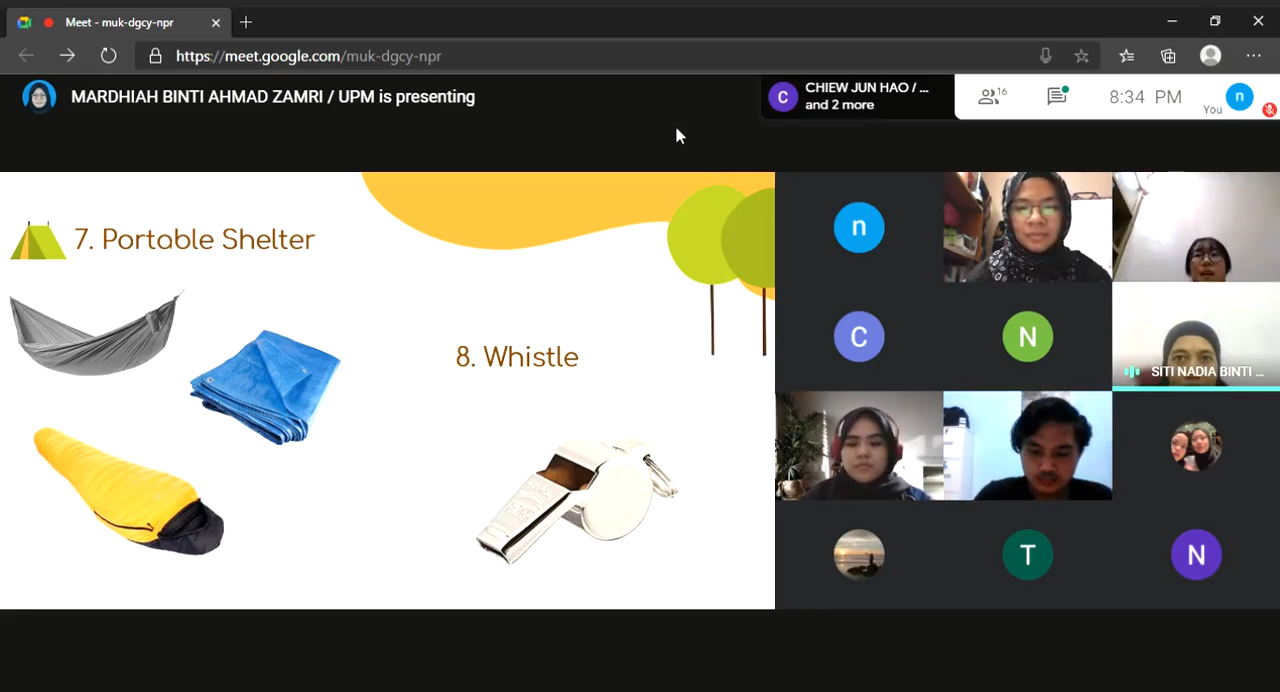 Meet - muk-dgcy-npr
https://meet.google.com/muk-dgcy-npr
MARDHIAH BINTI AHMAD ZAMRI / UPM is presenting
C
CHIEW JUN HAO / ...
and 2 more
16
8:34 PM
You
n
7. Portable Shelter
8. Whistle
n
C
N
SITI NADIA BINTI ...
T
N